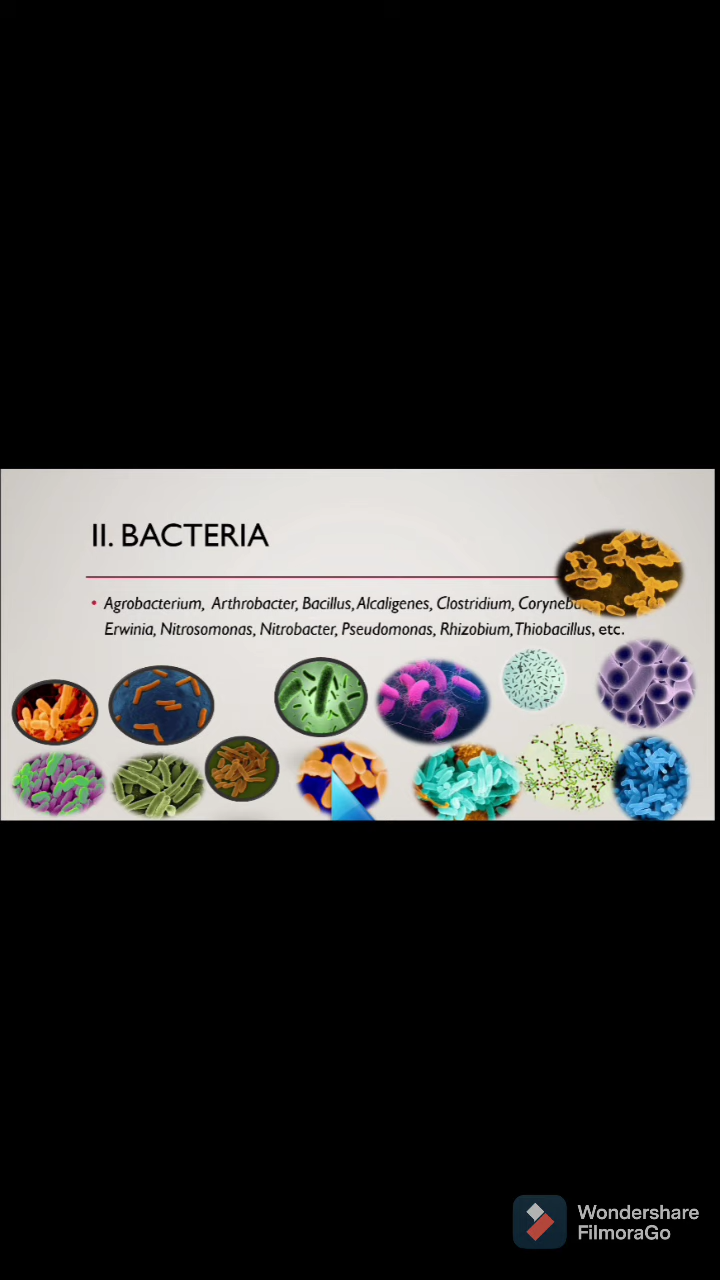 II. BACTERIA
• Agrobacterium, Arthrobacter, Bacillus, Alcaligenes, Clostridium,
Erwinia, Nitrosomonas, Nitrobacter, Pseudomonas, Rhizobium, Thiobacillus, etc.
Wondershare
FilmoraGo